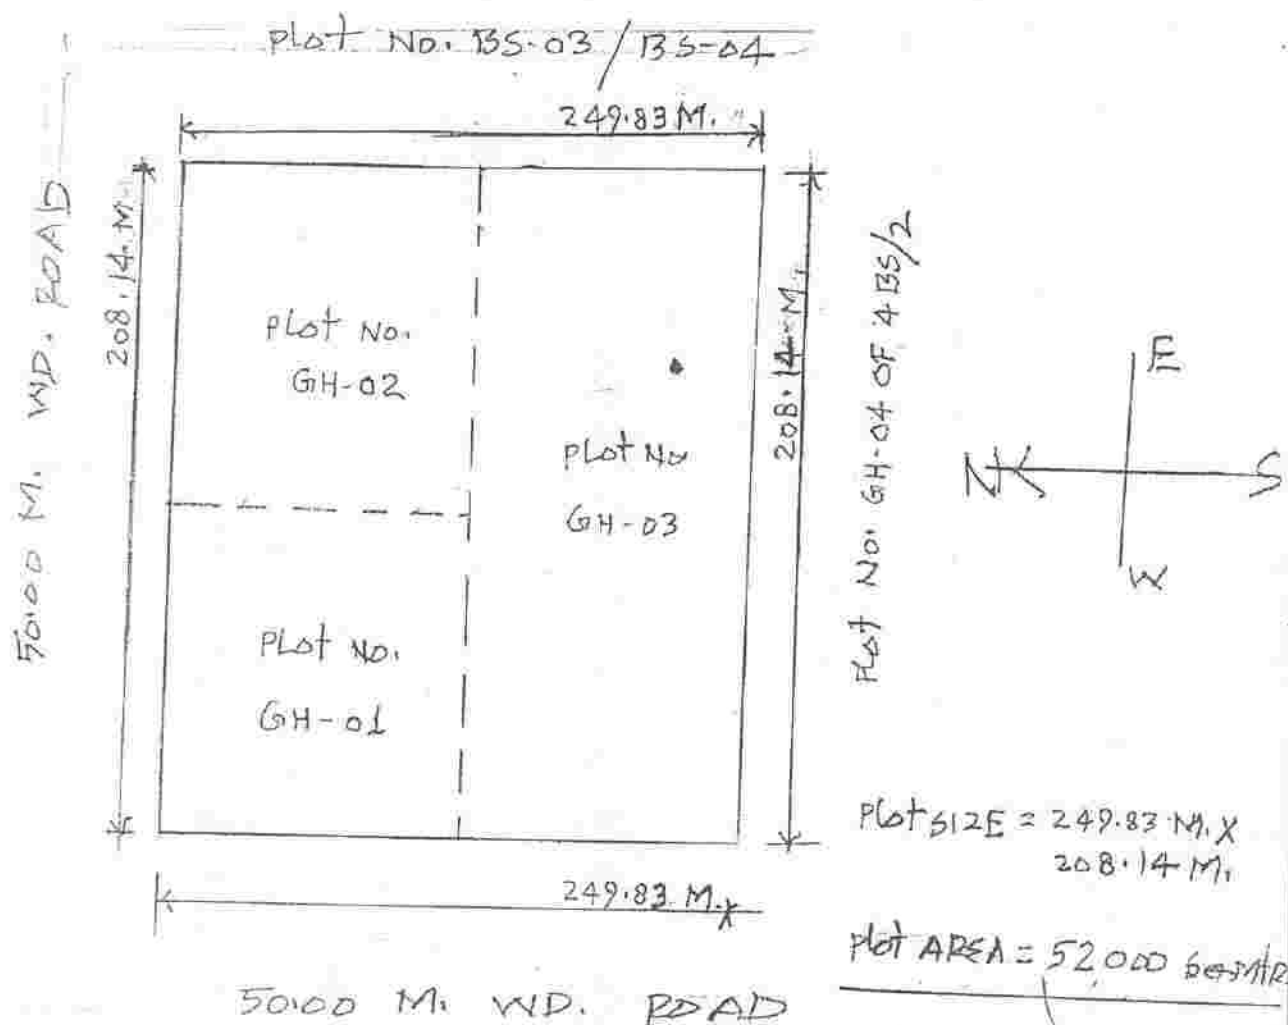 Plot No. BS-03 / BS-04
249.83 M.
50.00 M. WD. ROAD
208.14 M.
Plot No.
GH-02
Plot No
GH-03
Plot No.
GH-01
208.14 M.
Plot No. GH-04 OF 4 BS/2
E
N
S
W
Plot SIZE = 249.83 M. X
208.14 M.
249.83 M.
Plot AREA = 52000
50.00 M. WD. ROAD